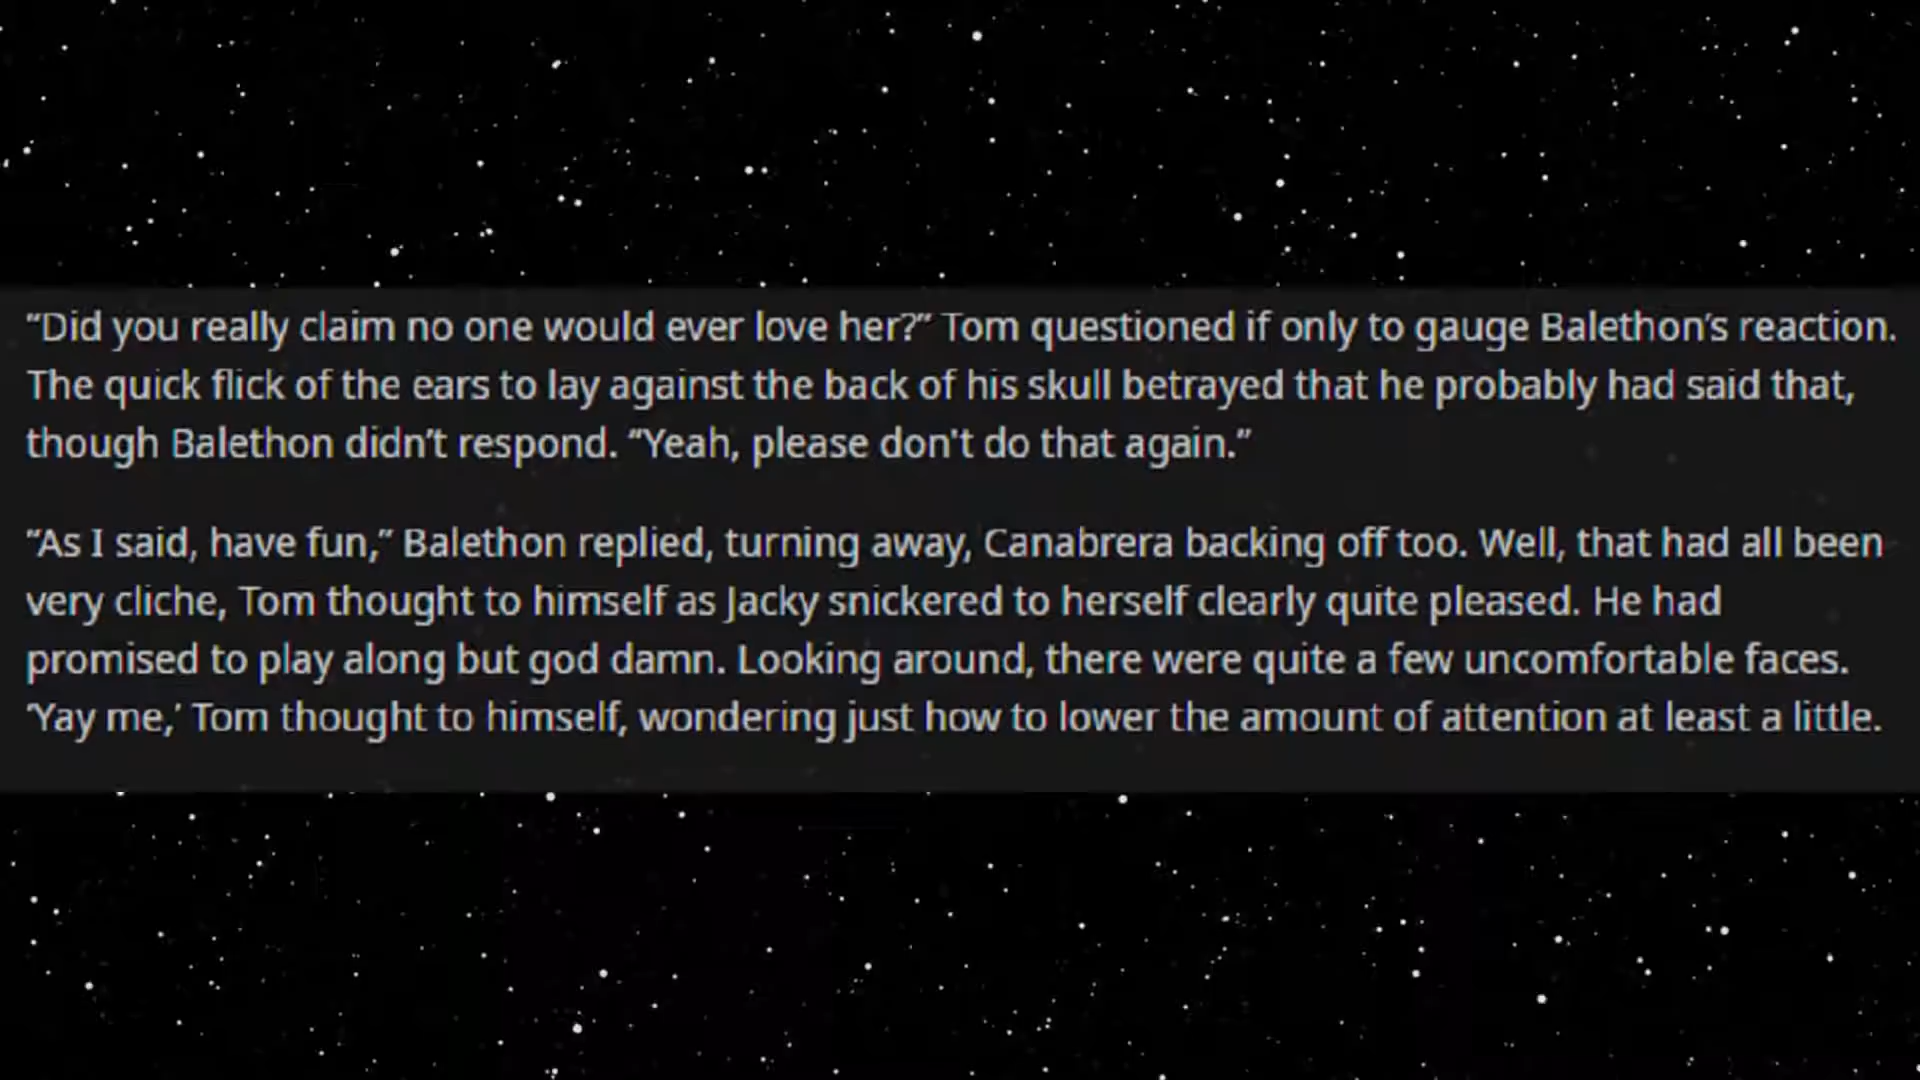 “Did you really claim no one would ever love her?” Tom questioned if only to gauge Balethon’s reaction.
The quick flick of the ears to lay against the back of his skull betrayed that he probably had said that,
though Balethon didn’t respond. “Yeah, please don't do that again.”
“As I said, have fun,” Balethon replied, turning away, Canabrera backing off too. Well, that had all been
very cliche, Tom thought to himself as Jacky snickered to herself clearly quite pleased. He had
promised to play along but god damn. Looking around, there were quite a few uncomfortable faces.
‘Yay me,’ Tom thought to himself, wondering just how to lower the amount of attention at least a little.